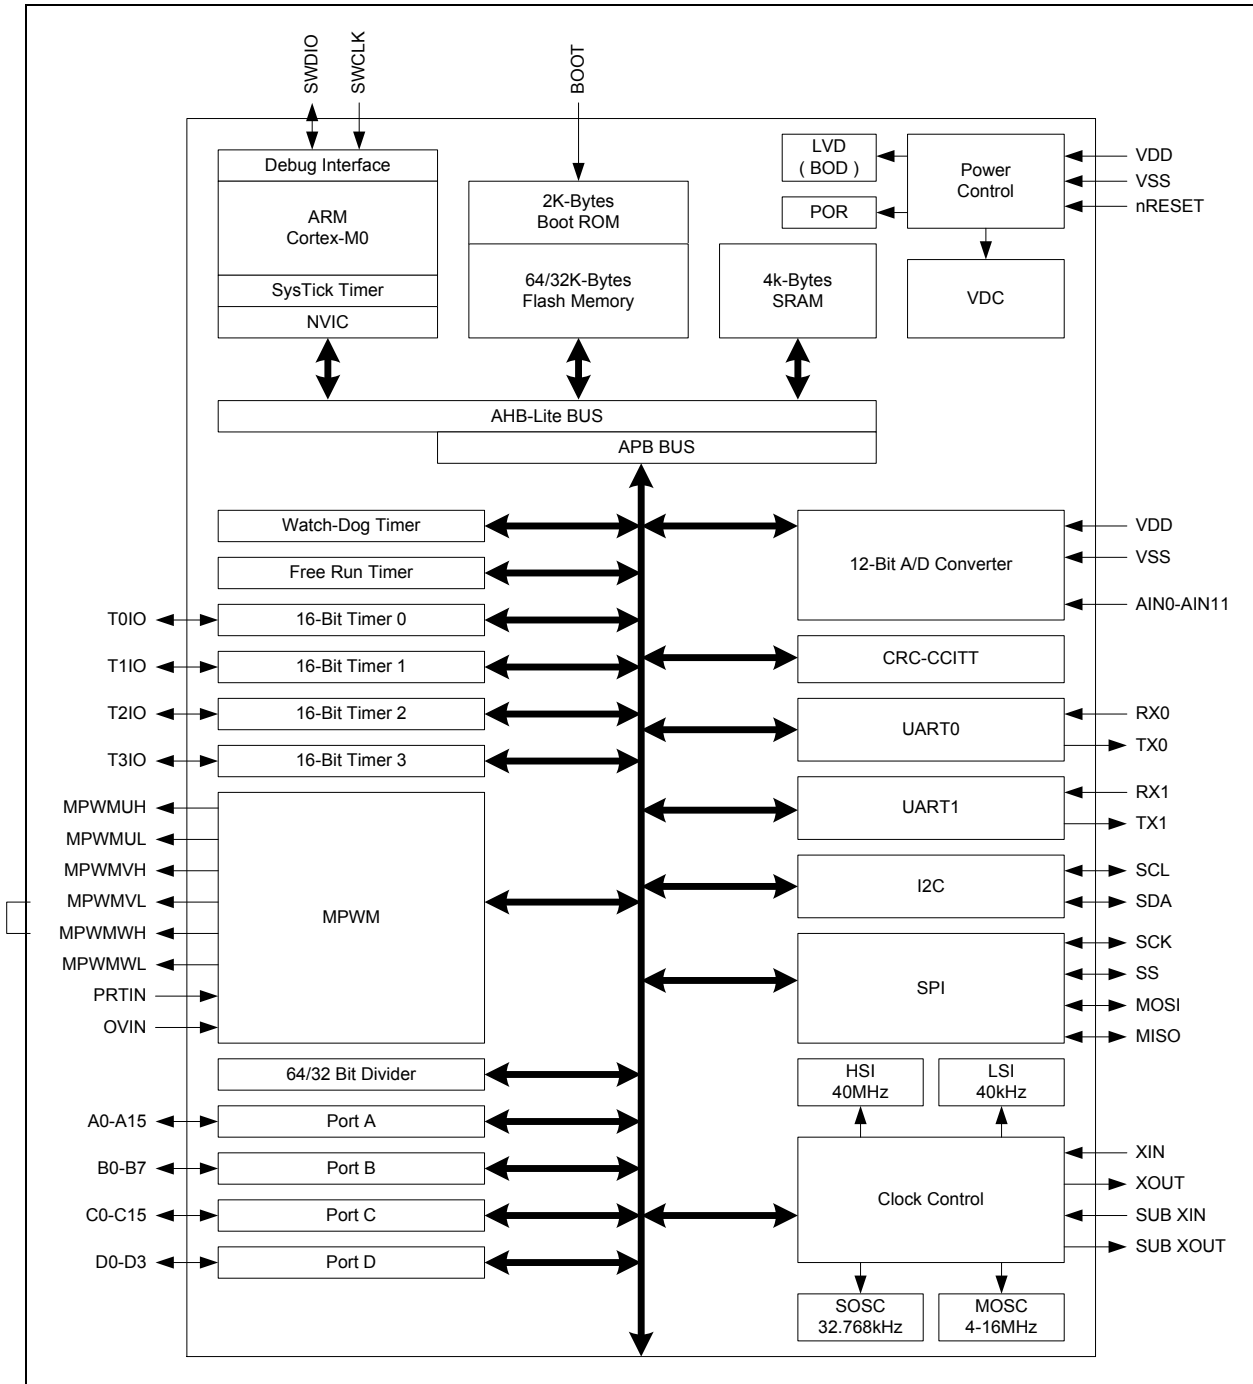 SWDIO
SWCLK
BOOT
Debug Interface
ARM
Cortex-M0
SysTick Timer
NVIC
2K-Bytes
Boot ROM
64/32K-Bytes
Flash Memory
4k-Bytes
SRAM
LVD
( BOD )
POR
Power
Control
VDC
VDD
VSS
nRESET
AHB-Lite BUS
APB BUS
Watch-Dog Timer
Free Run Timer
T0IO
16-Bit Timer 0
T1IO
16-Bit Timer 1
T2IO
16-Bit Timer 2
T3IO
16-Bit Timer 3
MPWMUH
MPWMUL
MPWMVH
MPWMVL
MPWMWH
MPWMWL
PRTIN
OVIN
MPWM
64/32 Bit Divider
A0-A15
Port A
B0-B7
Port B
C0-C15
Port C
D0-D3
Port D
12-Bit A/D Converter
VDD
VSS
AIN0-AIN11
CRC-CCITT
UART0
RX0
TX0
UART1
RX1
TX1
I2C
SCL
SDA
SPI
SCK
SS
MOSI
MISO
HSI
40MHz
LSI
40kHz
Clock Control
XIN
XOUT
SUB XIN
SUB XOUT
SOSC
32.768kHz
MOSC
4-16MHz